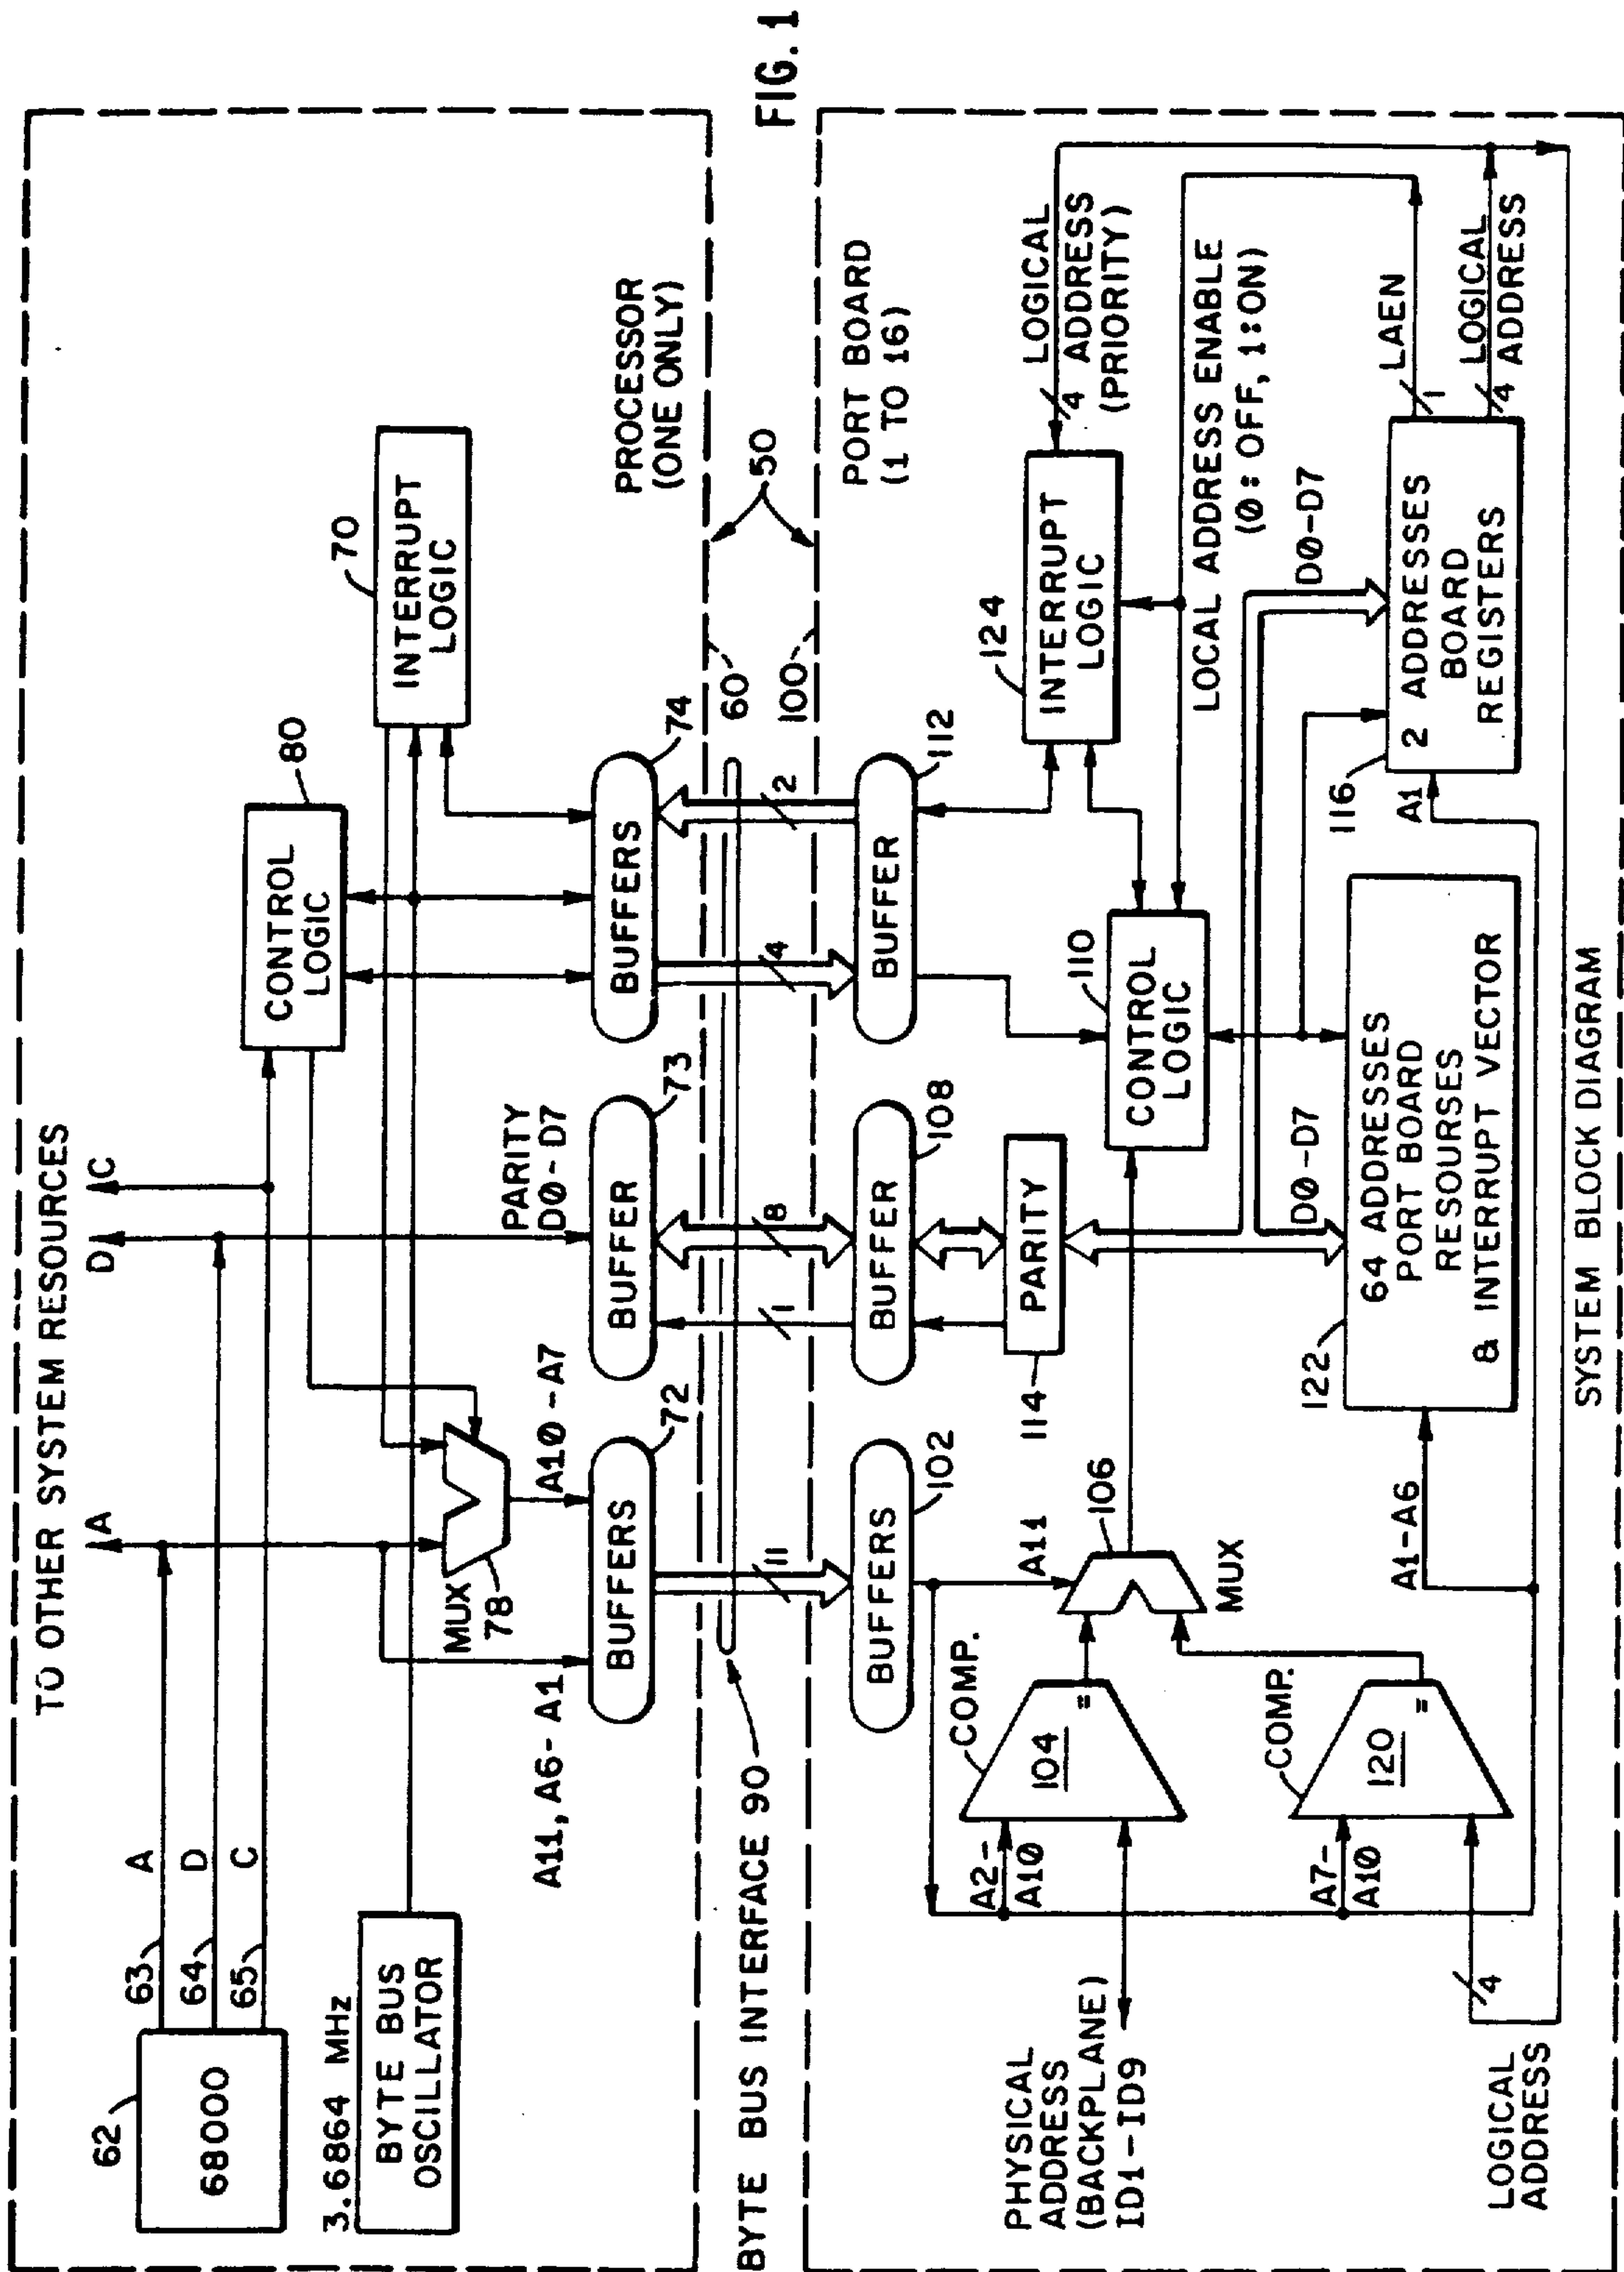 TO OTHER SYSTEM RESOURCES
A
D
C
62
68000
63
A
64
D
65
C
3.6864 MHz
BYTE BUS
OSCILLATOR
MUX
78
80
CONTROL
LOGIC
70
INTERRUPT
LOGIC
A11, A6-A1
A10-A7
PARITY
D0-D7
BUFFERS
72
BUFFER
73
BUFFERS
74
PROCESSOR
(ONE ONLY)
60
50
BYTE BUS INTERFACE 90
11
1
8
4
2
FIG. 1
100
PORT BOARD
(1 TO 16)
BUFFERS
102
BUFFER
108
BUFFER
112
COMP.
104
=
A2-
A10
PHYSICAL
ADDRESS
(BACKPLANE)
ID1-ID9
A11
106
MUX
114
PARITY
110
CONTROL
LOGIC
124
INTERRUPT
LOGIC
LOGICAL
4 ADDRESS
(PRIORITY)
LOCAL ADDRESS ENABLE
(0: OFF, 1: ON)
COMP.
120
=
A7-
A10
4
LOGICAL
ADDRESS
A1-A6
122
64 ADDRESSES
PORT BOARD
RESOURSES
& INTERRUPT VECTOR
D0-D7
D0-D7
116
A1
2 ADDRESSES
BOARD
REGISTERS
LAEN
1
LOGICAL
4 ADDRESS
SYSTEM BLOCK DIAGRAM